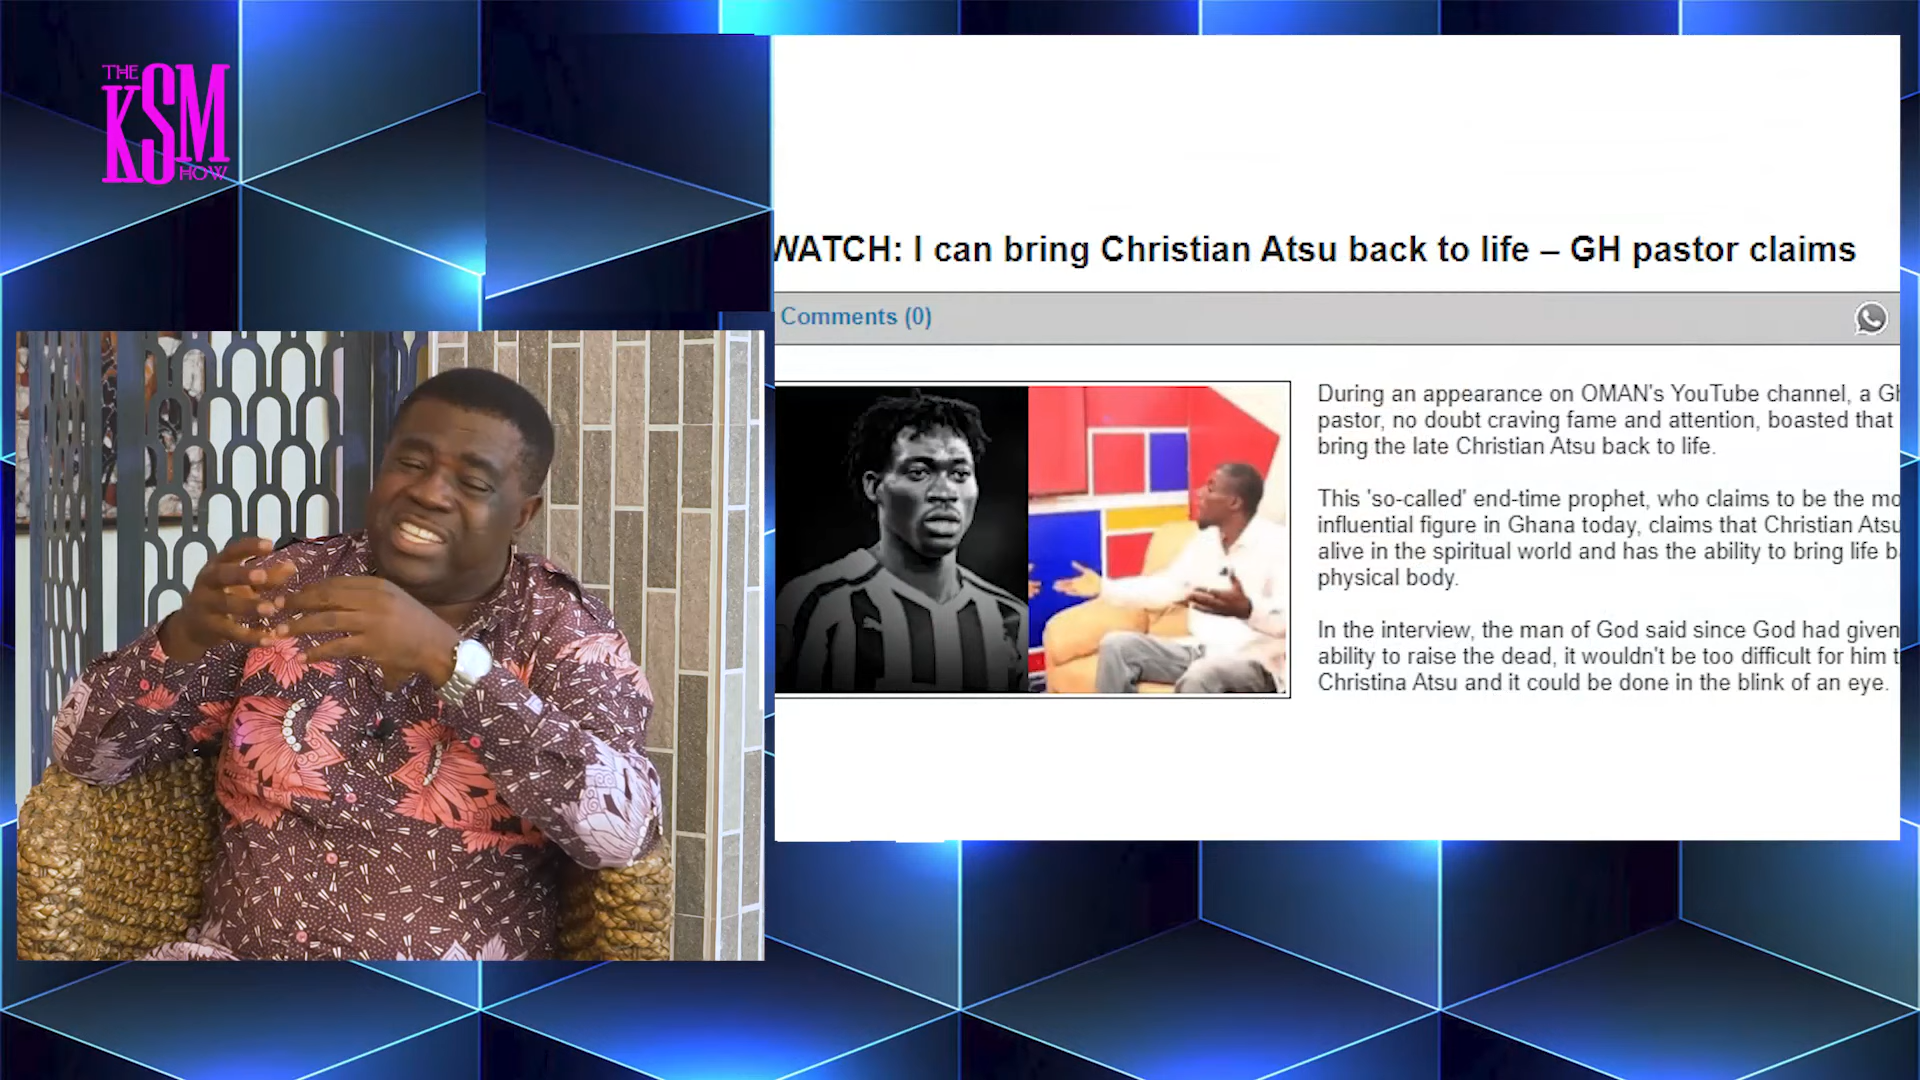 THE
KSM
SHOW
WATCH: I can bring Christian Atsu back to life – GH pastor claims
Comments (0)
During an appearance on OMAN's YouTube channel, a
pastor, no doubt craving fame and attention, boasted that
bring the late Christian Atsu back to life.
This 'so-called' end-time prophet, who claims to be the
influential figure in Ghana today, claims that Christian Atsu
alive in the spiritual world and has the ability to bring life
physical body.
In the interview, the man of God said since God had given
ability to raise the dead, it wouldn't be too difficult for him
Christina Atsu and it could be done in the blink of an eye.